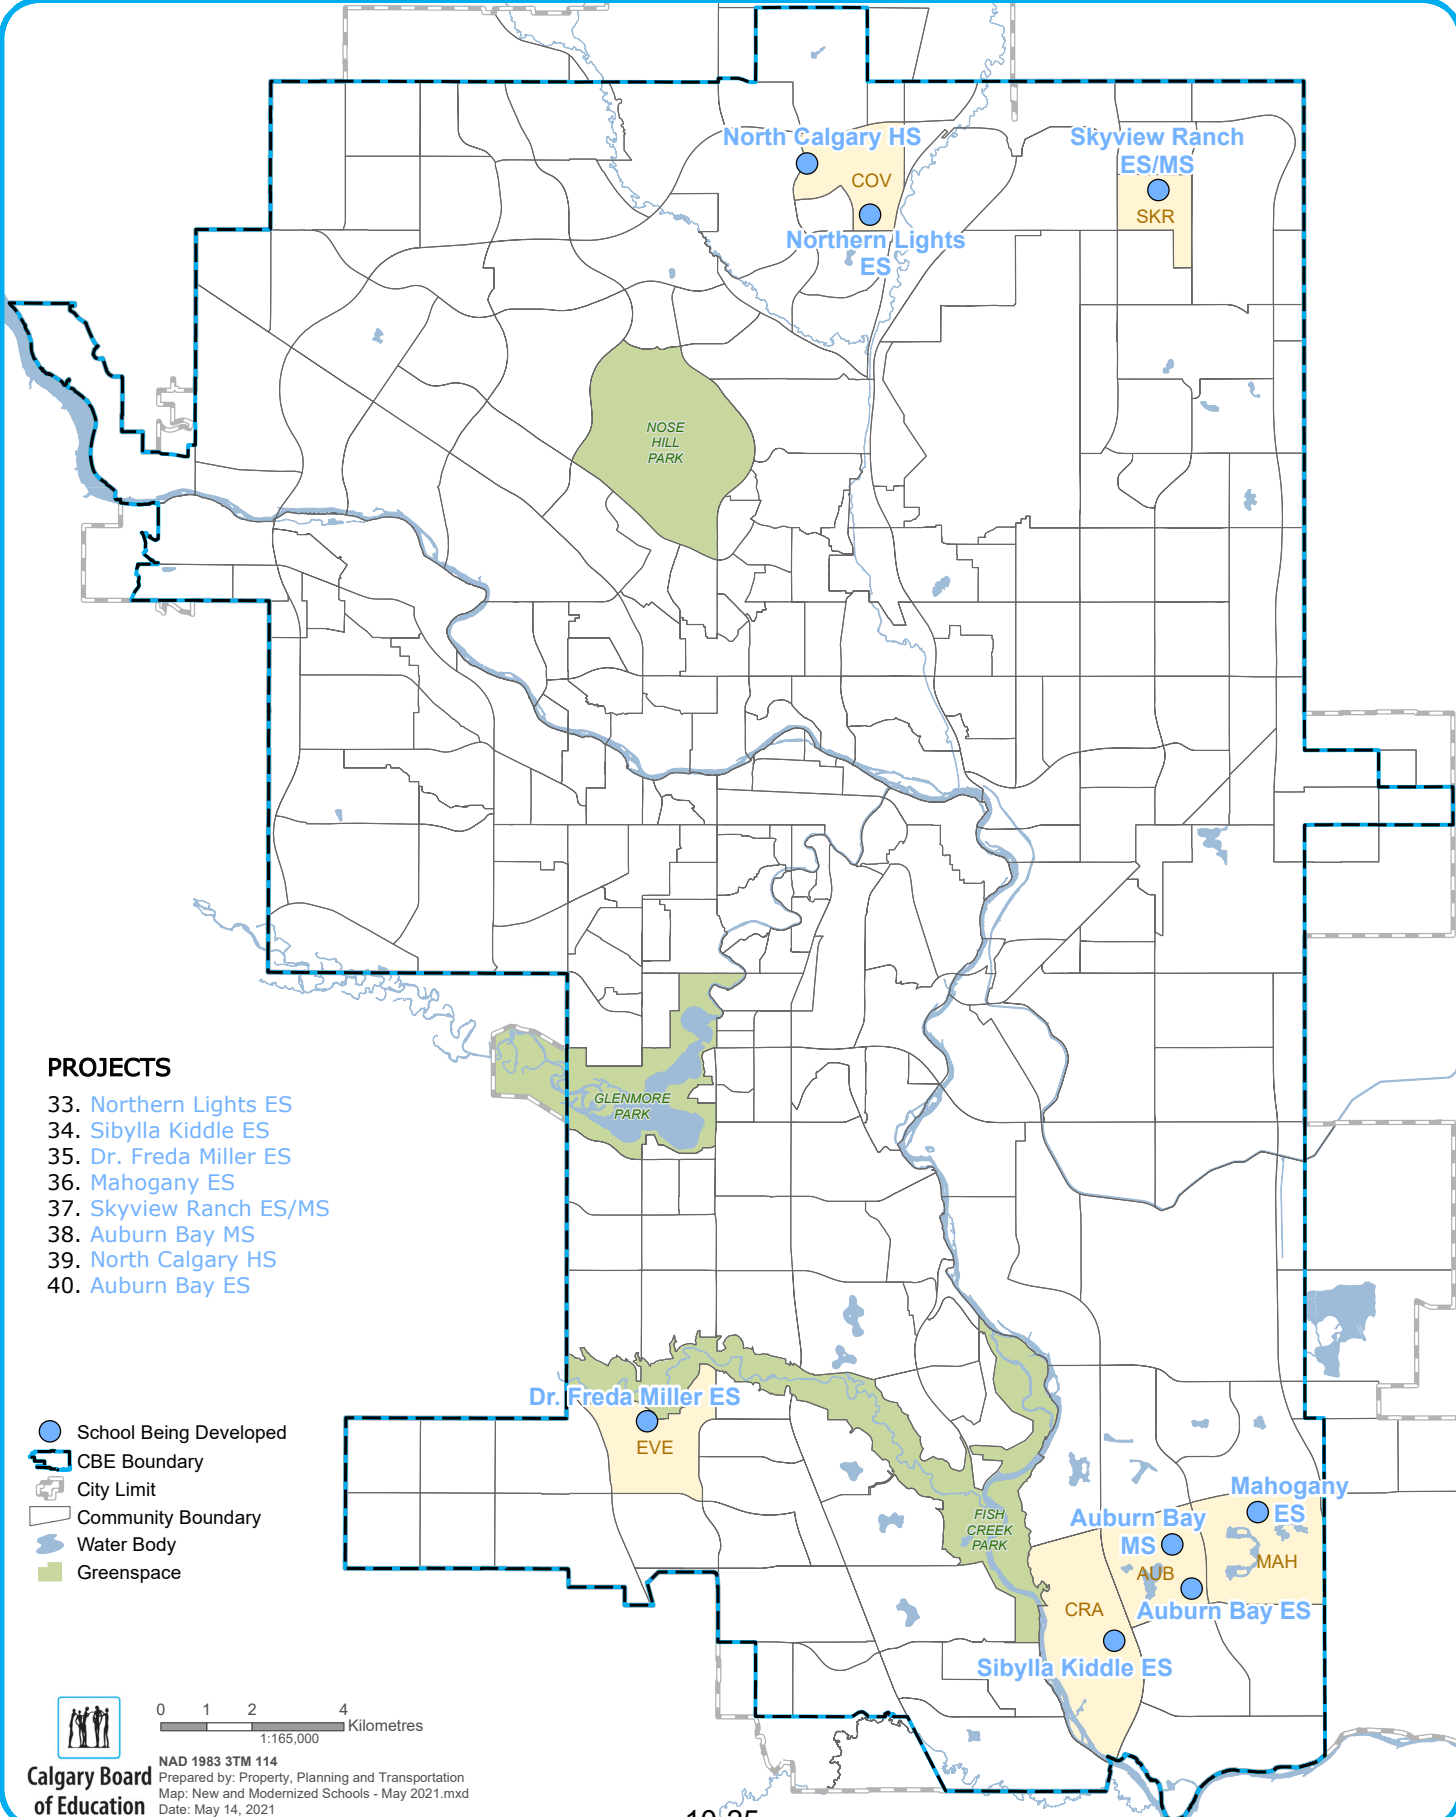 North Calgary HS
COV
Northern Lights
ES
Skyview Ranch
ES/MS
SKR
NOSE
HILL
PARK
GLENMORE
PARK
PROJECTS
33. Northern Lights ES
34. Sibylla Kiddle ES
35. Dr. Freda Miller ES
36. Mahogany ES
37. Skyview Ranch ES/MS
38. Auburn Bay MS
39. North Calgary HS
40. Auburn Bay ES
Dr. Freda Miller ES
EVE
FISH
CREEK
PARK
Mahogany
ES
MAH
Auburn Bay
MS
AUB
Auburn Bay ES
CRA
Sibylla Kiddle ES
School Being Developed
CBE Boundary
City Limit
Community Boundary
Water Body
Greenspace
0 1 2 4
Kilometres
1:165,000
Calgary Board
of Education
NAD 1983 3TM 114
Prepared by: Property, Planning and Transportation
Map: New and Modernized Schools - May 2021.mxd
Date: May 14, 2021